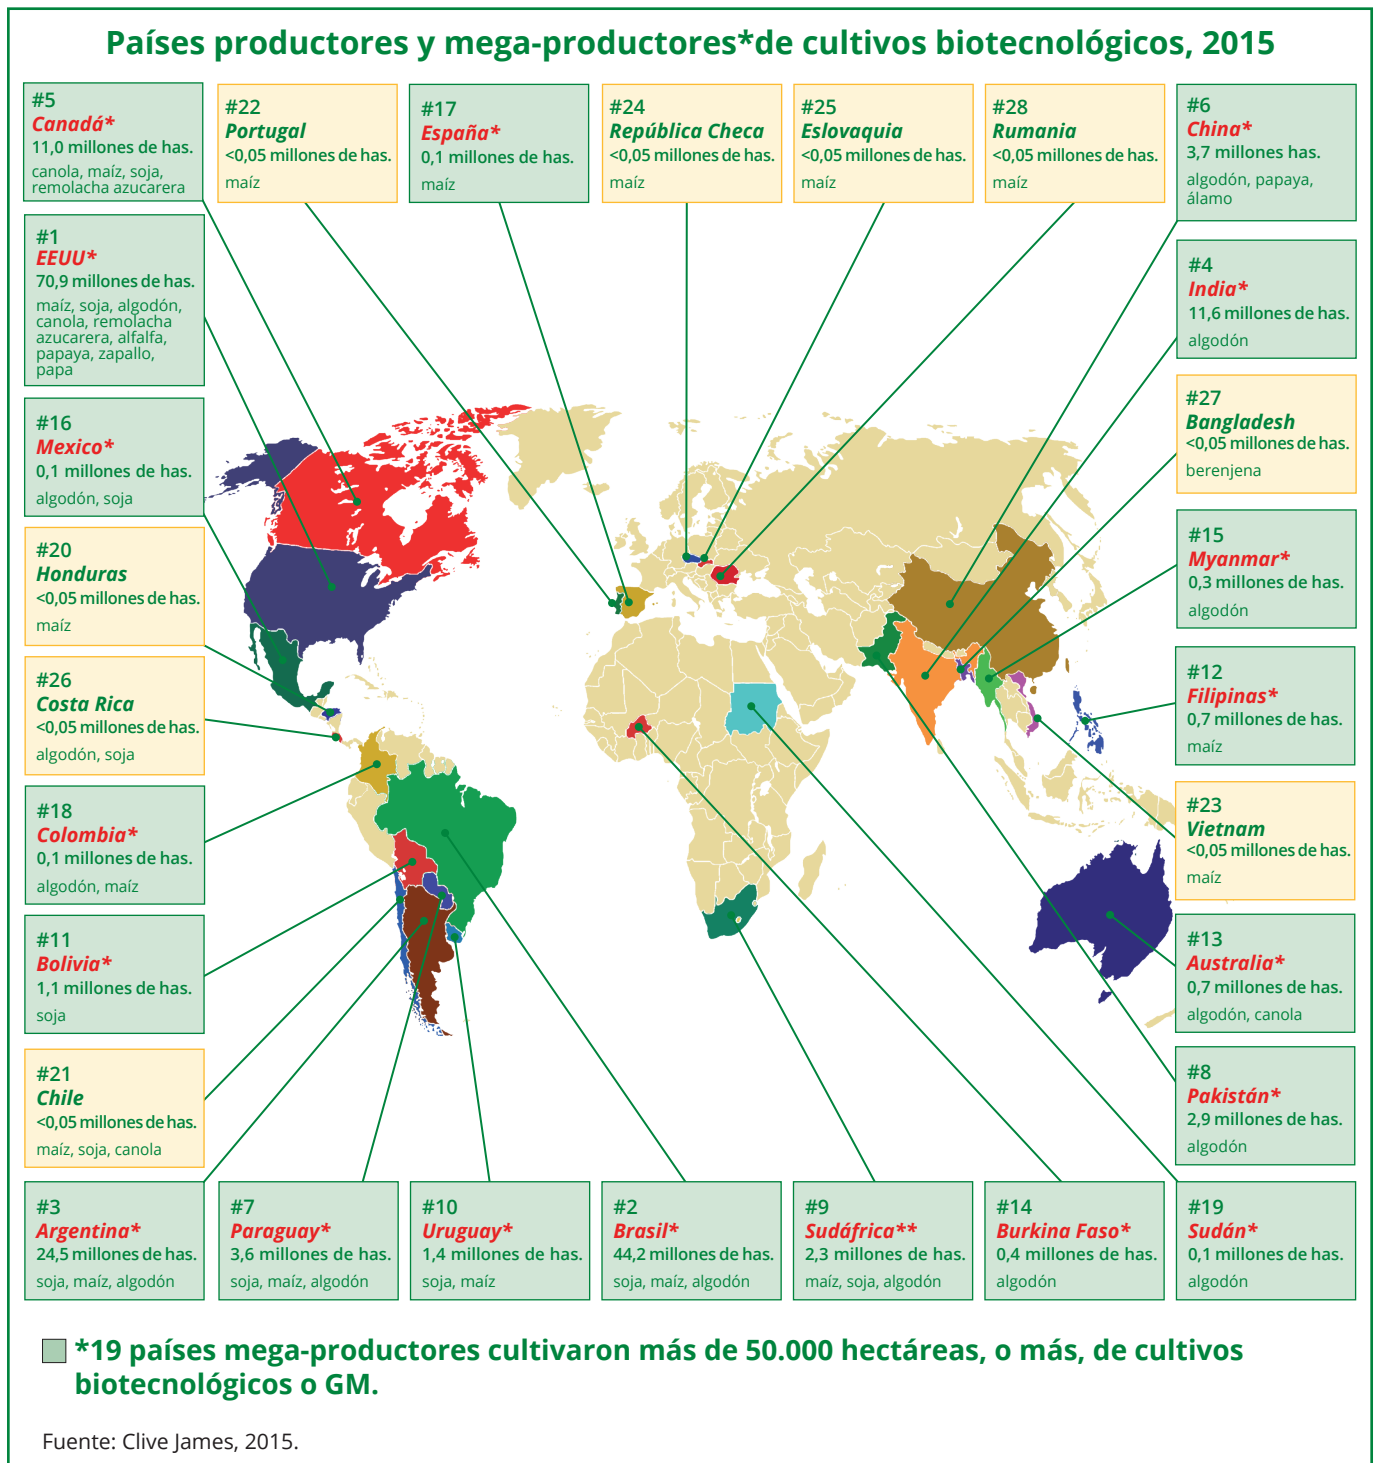 Países productores y mega-productores*de cultivos biotecnológicos, 2015
#5
Canadá*
11,0 millones de has.
canola, maíz, soja,
remolacha azucarera
#22
Portugal
<0,05 millones de has.
maíz
#17
España*
0,1 millones de has.
maíz
#24
República Checa
<0,05 millones de has.
maíz
#25
Eslovaquia
<0,05 millones de has.
maíz
#28
Rumania
<0,05 millones de has.
maíz
#6
China*
3,7 millones has.
algodón, papaya,
álamo
#1
EEUU*
70,9 millones de has.
maíz, soja, algodón,
canola, remolacha
azucarera, alfalfa,
papaya, zapallo,
papa
#4
India*
11,6 millones de has.
algodón
#27
Bangladesh
<0,05 millones de has.
berenjena
#16
Mexico*
0,1 millones de has.
algodón, soja
#15
Myanmar*
0,3 millones de has.
algodón
#20
Honduras
<0,05 millones de has.
maíz
#12
Filipinas*
0,7 millones de has.
maíz
#26
Costa Rica
<0,05 millones de has.
algodón, soja
#23
Vietnam
<0,05 millones de has.
maíz
#18
Colombia*
0,1 millones de has.
algodón, maíz
#13
Australia*
0,7 millones de has.
algodón, canola
#11
Bolivia*
1,1 millones de has.
soja
#8
Pakistán*
2,9 millones de has.
algodón
#21
Chile
<0,05 millones de has.
maíz, soja, canola
#3
Argentina*
24,5 millones de has.
soja, maíz, algodón
#7
Paraguay*
3,6 millones de has.
soja, maíz, algodón
#10
Uruguay*
1,4 millones de has.
soja, maíz
#2
Brasil*
44,2 millones de has.
soja, maíz, algodón
#9
Sudáfrica**
2,3 millones de has.
maíz, soja, algodón
#14
Burkina Faso*
0,4 millones de has.
algodón
#19
Sudán*
0,1 millones de has.
algodón
*19 países mega-productores cultivaron más de 50.000 hectáreas, o más, de cultivos
biotecnológicos o GM.
Fuente: Clive James, 2015.